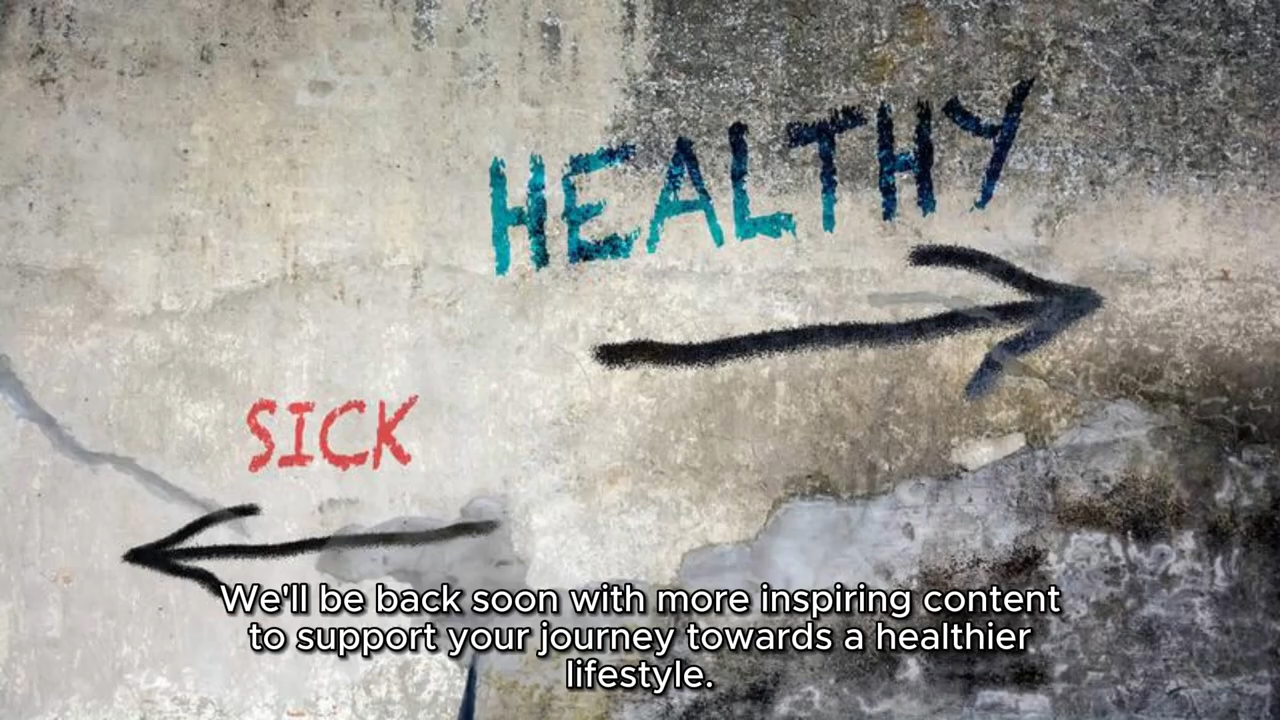 HEALTHY
SICK
We'll be back soon with more inspiring content
to support your journey towards a healthier
lifestyle.